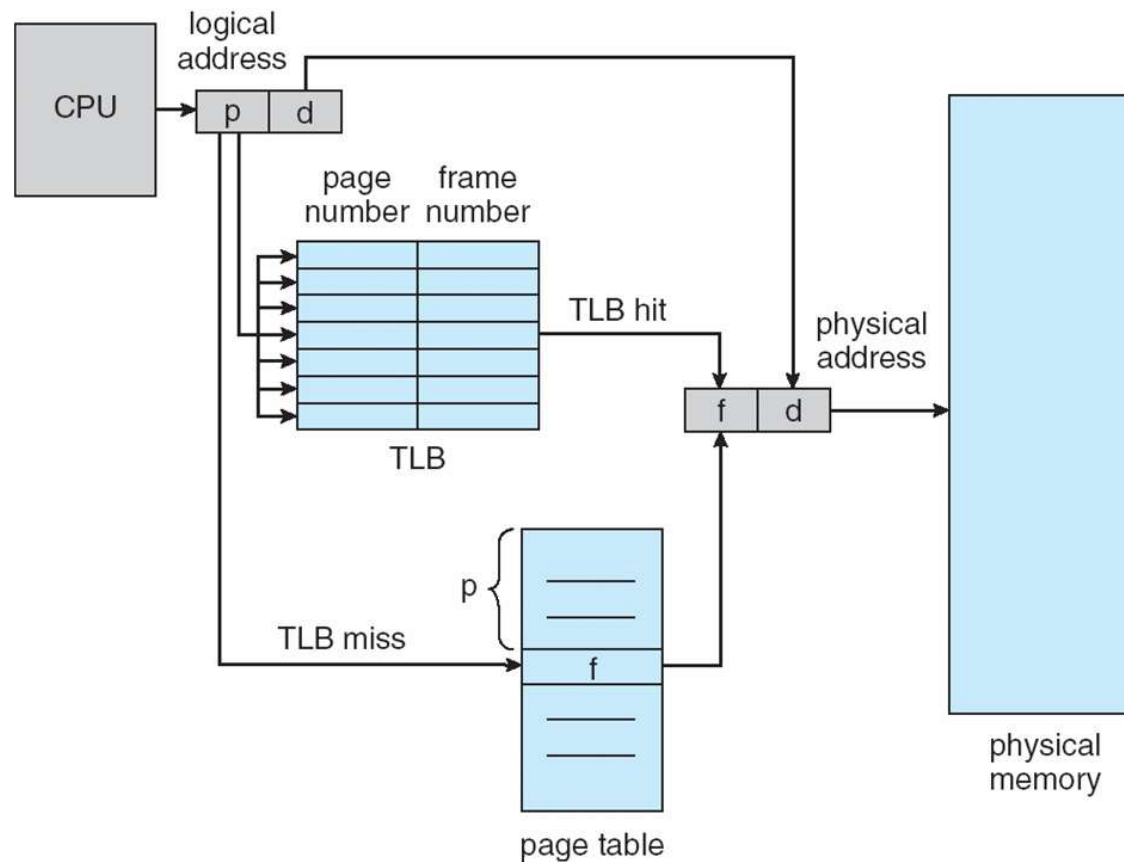 logical
address
CPU
p
d
page
number
frame
number
TLB hit
physical
address
f
d
TLB
p
TLB miss
f
physical
memory
page table